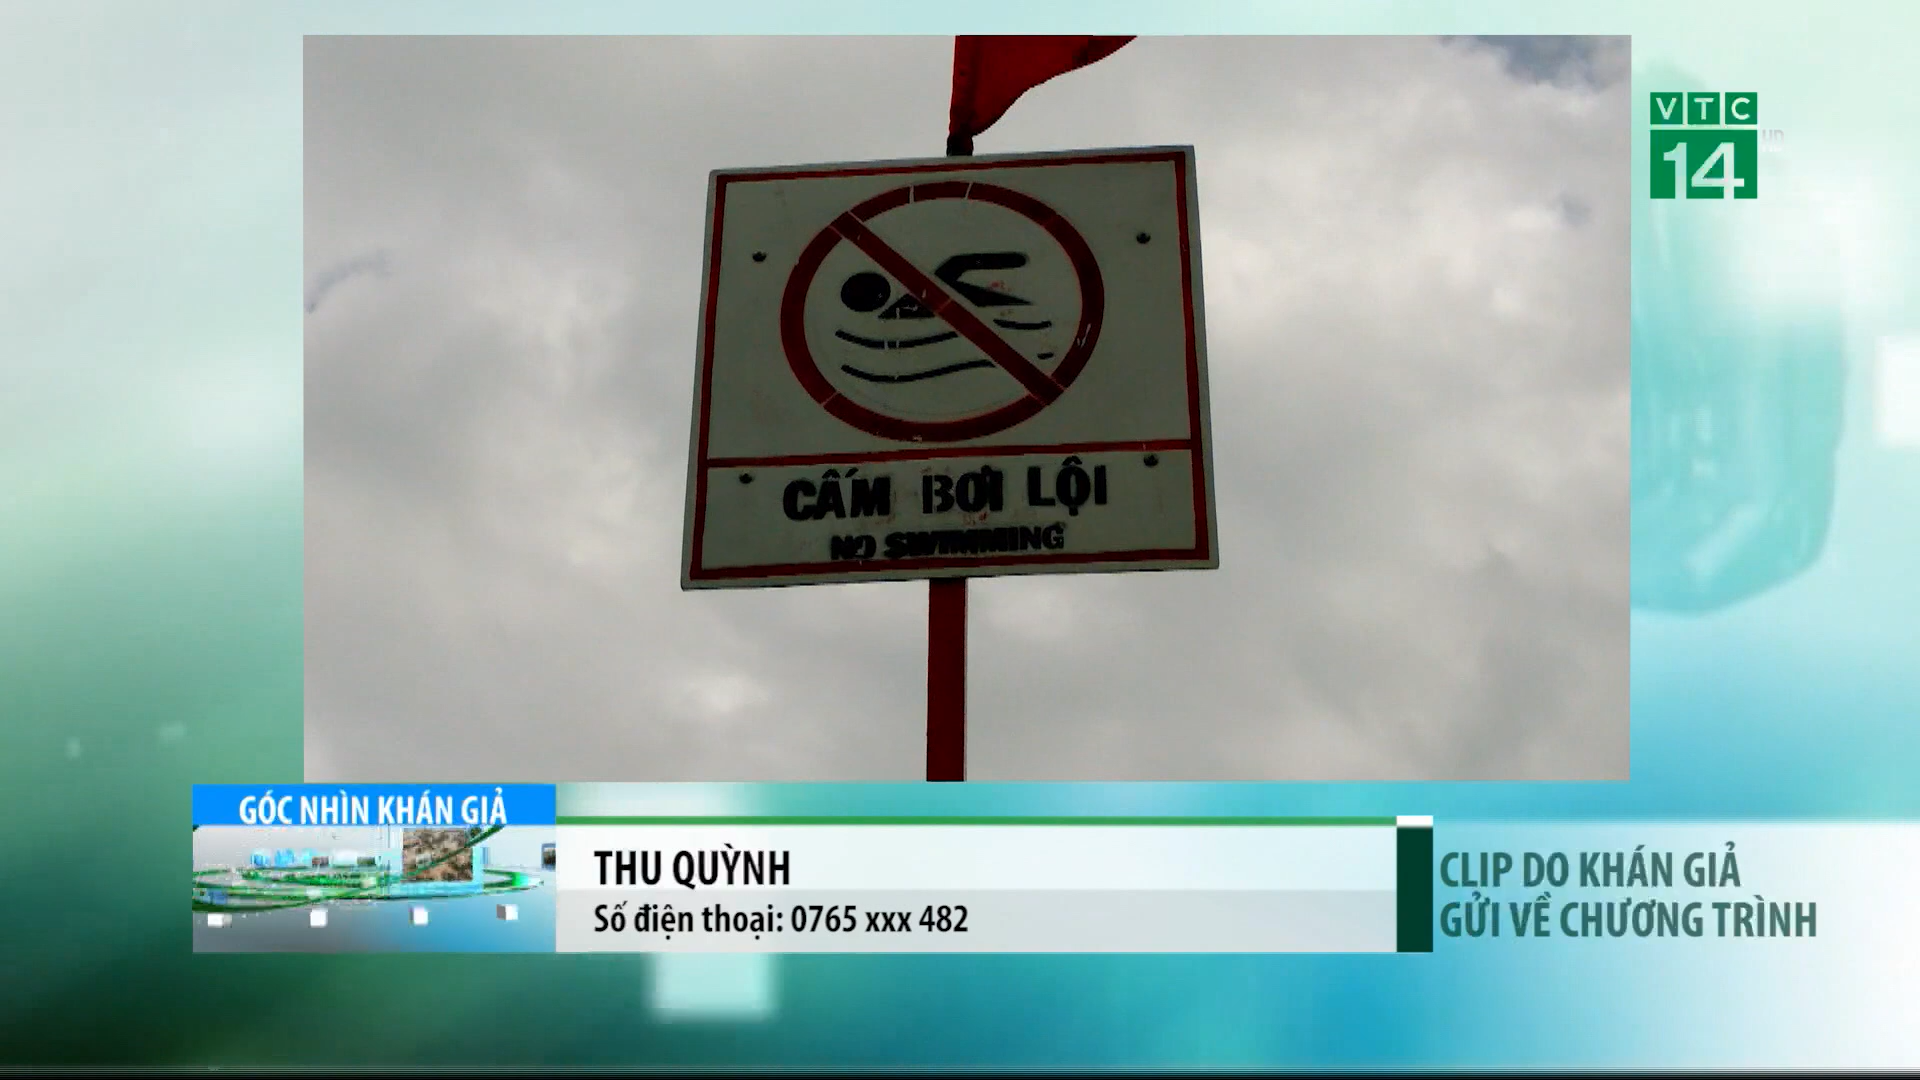 VTC
14
HD
CẤM BƠI LỘI
NO SWIMMING
GÓC NHÌN KHÁN GIẢ
THU QUỲNH
Số điện thoại: 0765 xxx 482
CLIP DO KHÁN GIẢ
GỬI VỀ CHƯƠNG TRÌNH